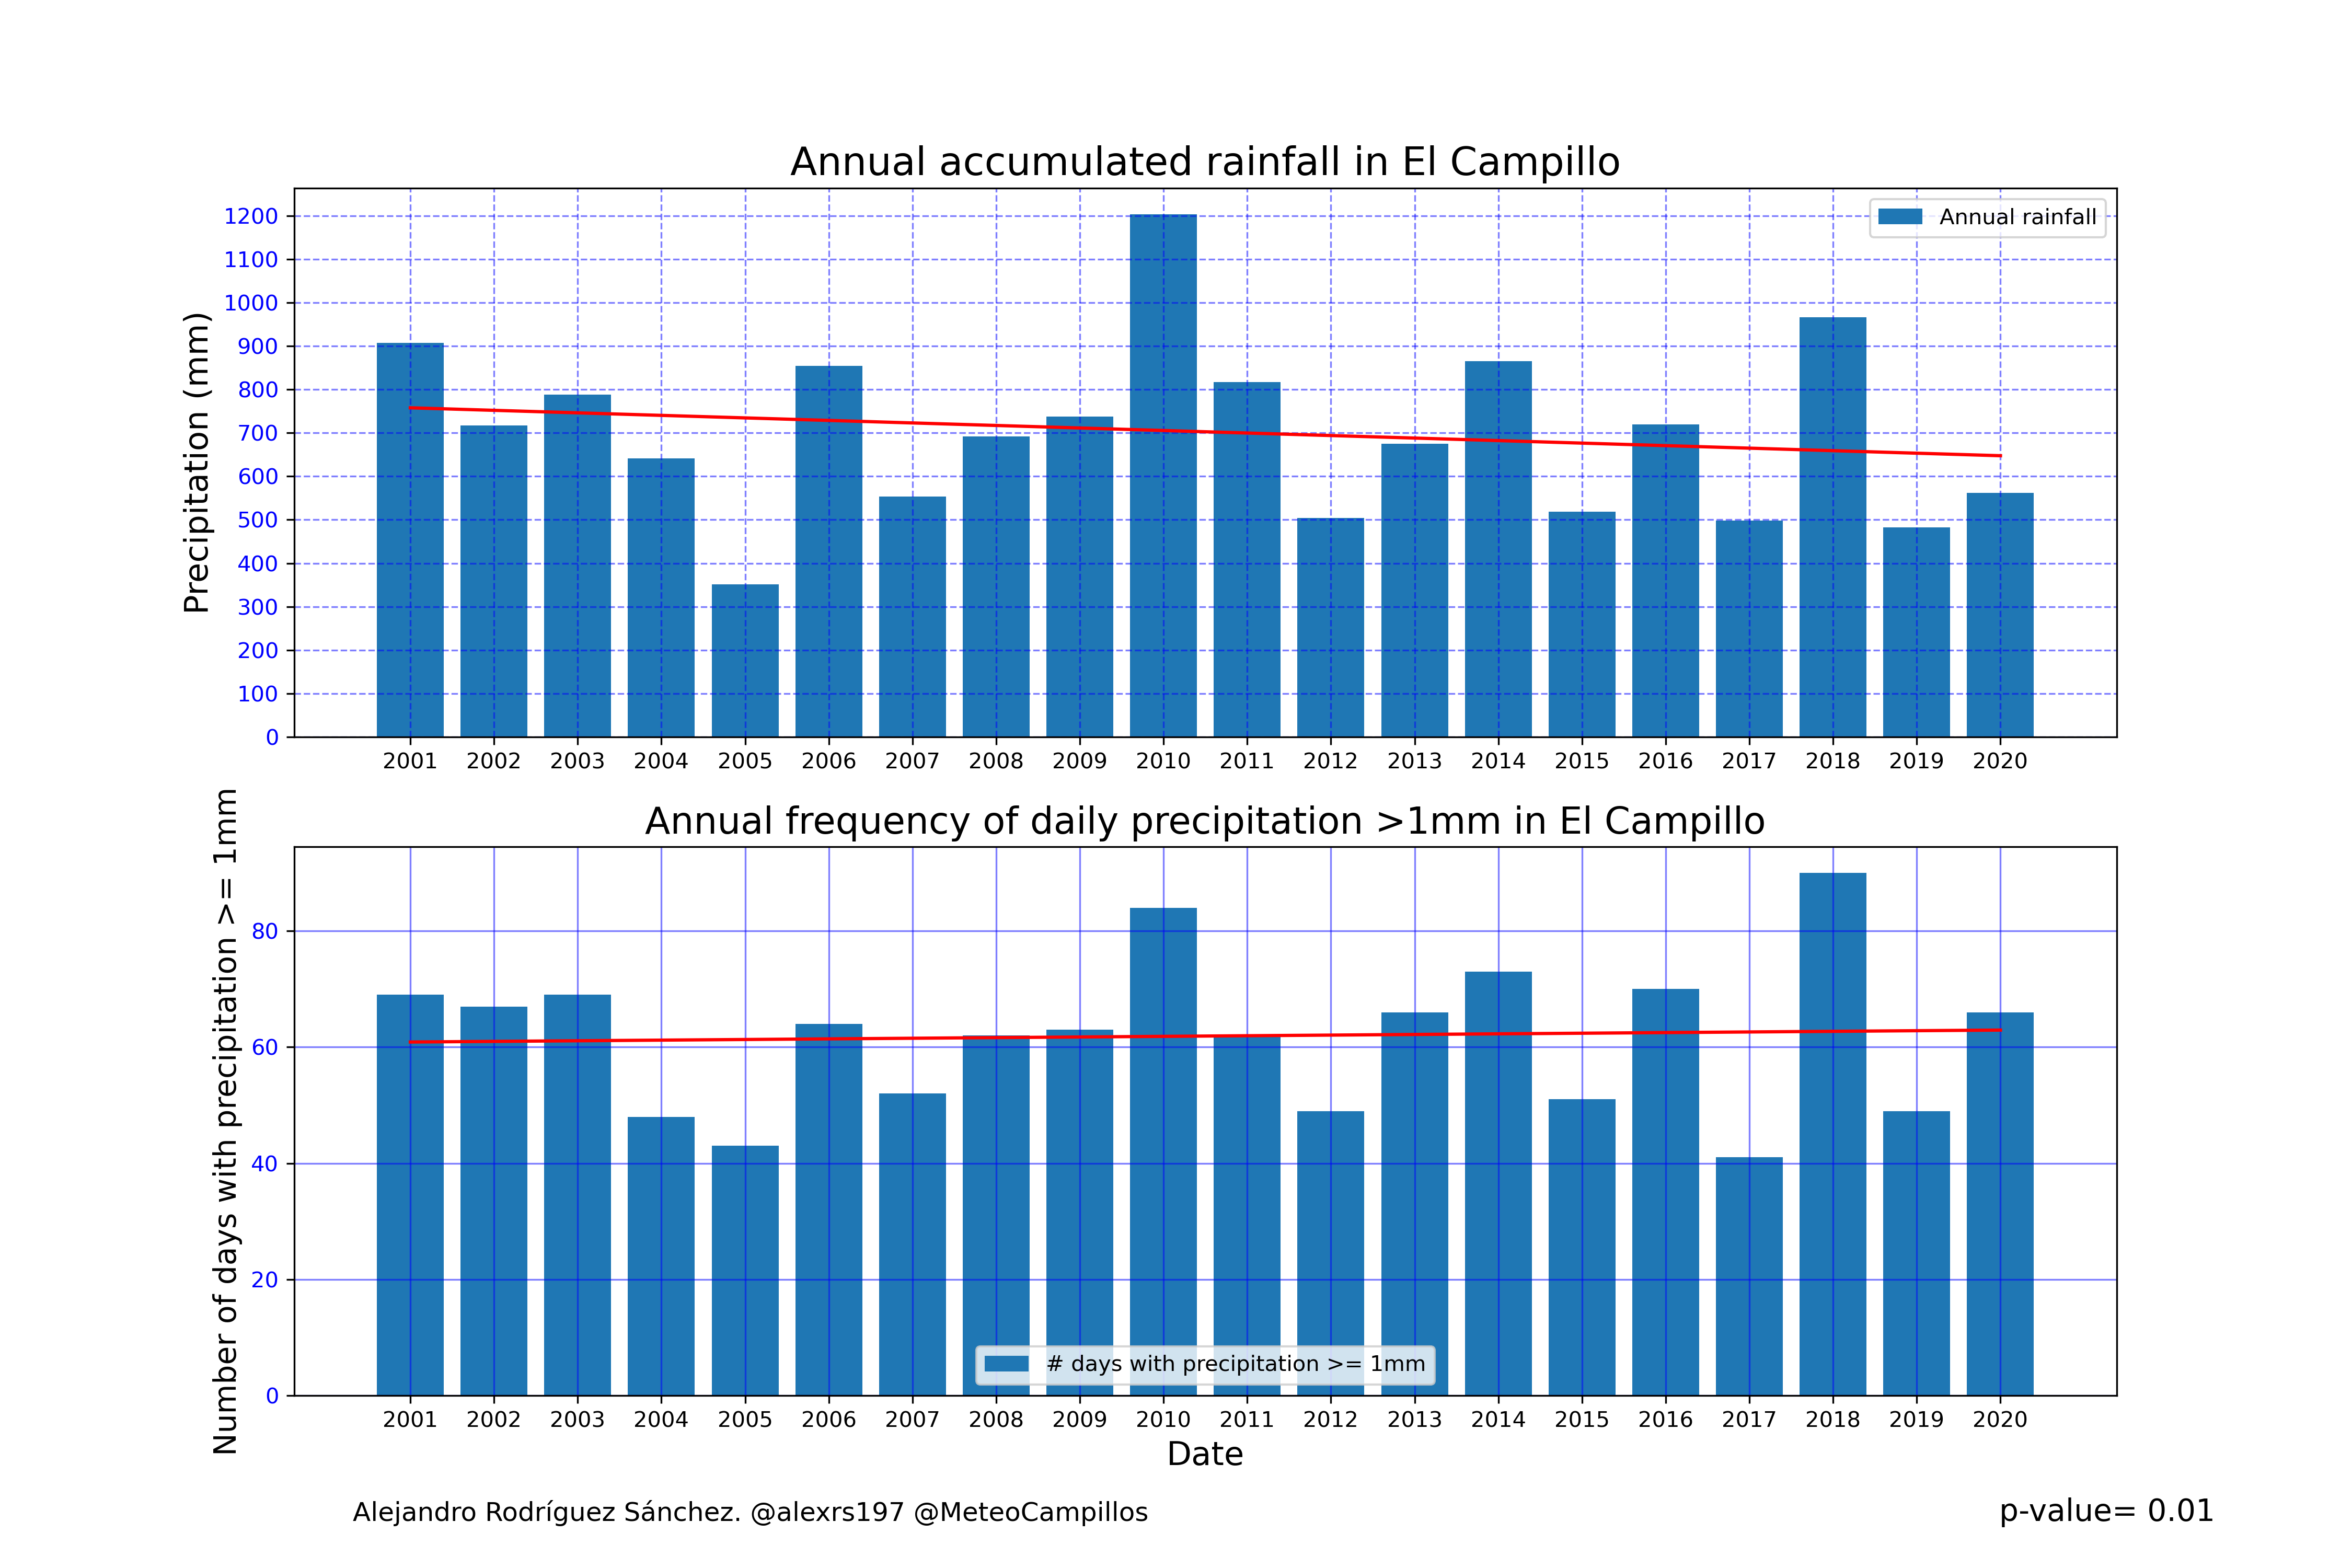 Annual accumulated rainfall in El Campillo
Precipitation (mm)
1200
1100
1000
900
800
700
600
500
400
300
200
100
0
Annual rainfall
2001 2002 2003 2004 2005 2006 2007 2008 2009 2010 2011 2012 2013 2014 2015 2016 2017 2018 2019 2020
Annual frequency of daily precipitation >1mm in El Campillo
Number of days with precipitation >= 1mm
80
60
40
20
0
# days with precipitation >= 1mm
2001 2002 2003 2004 2005 2006 2007 2008 2009 2010 2011 2012 2013 2014 2015 2016 2017 2018 2019 2020
Date
Alejandro Rodríguez Sánchez. @alexrs197 @MeteoCampillos
p-value= 0.01